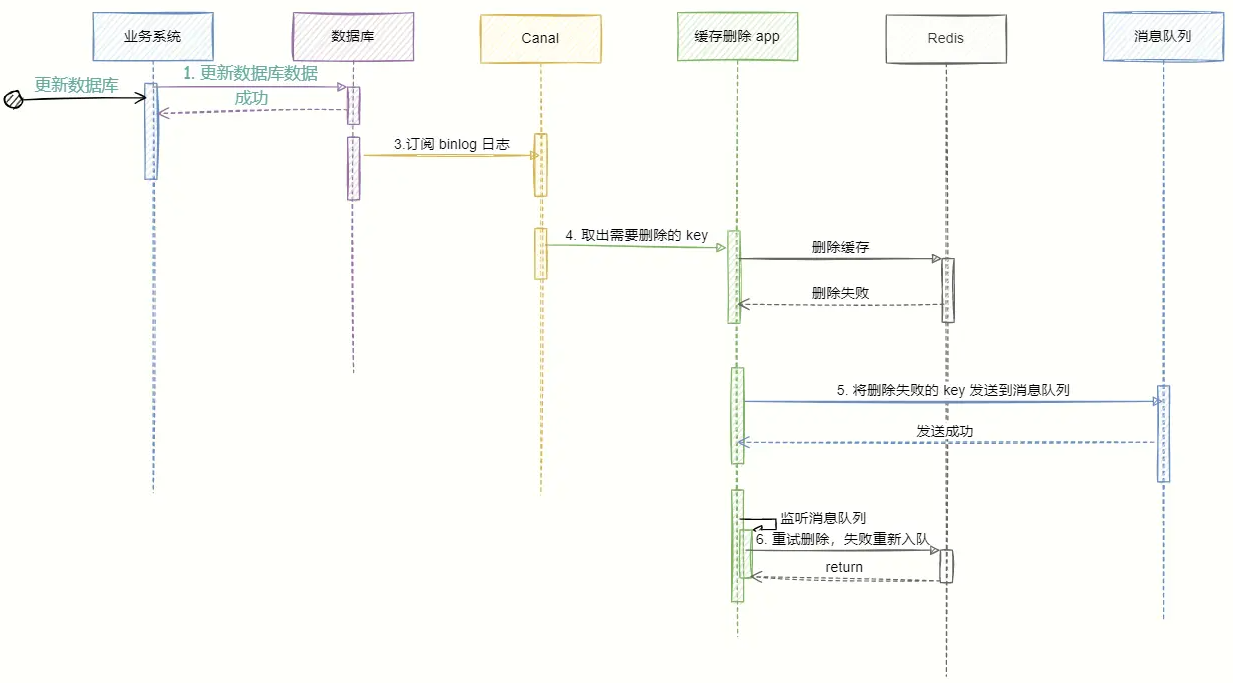 业务系统
数据库
Canal
缓存删除 app
Redis
消息队列
更新数据库
1. 更新数据库数据
成功
3.订阅 binlog 日志
4. 取出需要删除的 key
删除缓存
删除失败
5. 将删除失败的 key 发送到消息队列
发送成功
监听消息队列
6. 重试删除，失败重新入队
return